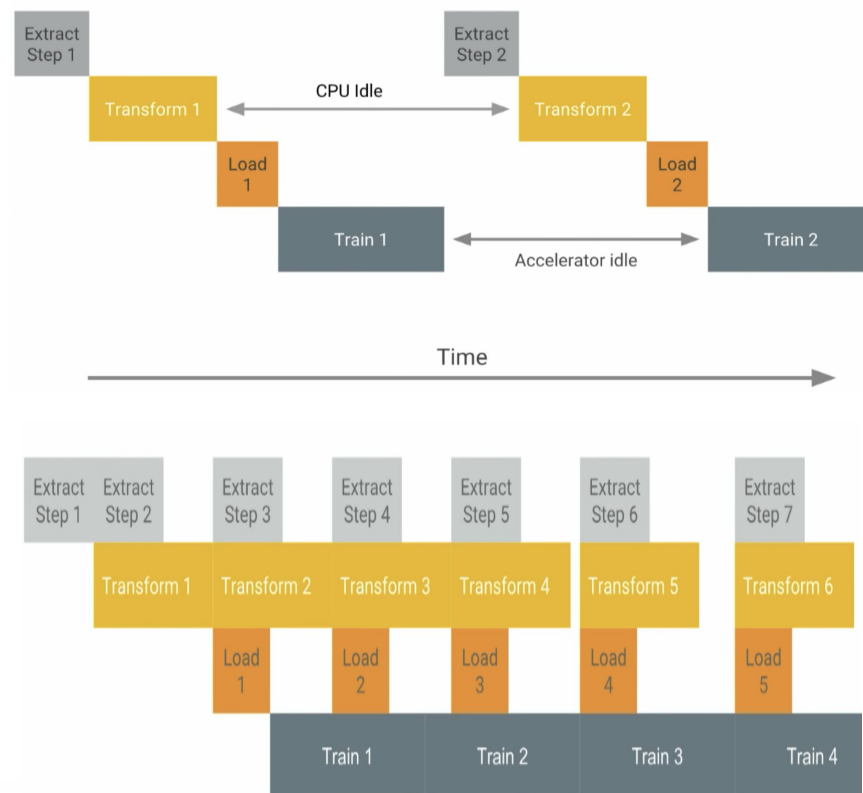 Extract
Step 1
Extract
Step 2
Transform 1
CPU Idle
Transform 2
Load
1
Load
2
Train 1
Accelerator idle
Train 2
Time
Extract
Step 1
Extract
Step 2
Extract
Step 3
Extract
Step 4
Extract
Step 5
Extract
Step 6
Extract
Step 7
Transform 1
Transform 2
Transform 3
Transform 4
Transform 5
Transform 6
Load
1
Load
2
Load
3
Load
4
Load
5
Train 1
Train 2
Train 3
Train 4